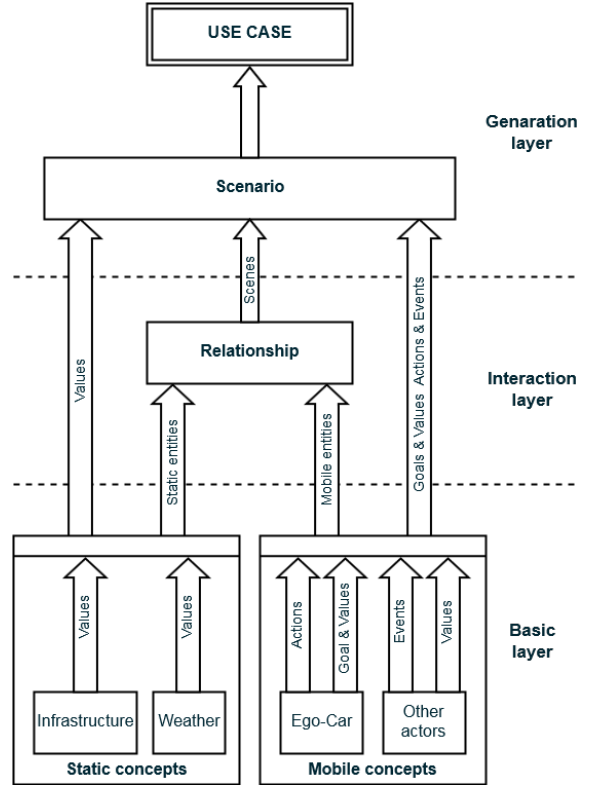 USE CASE
Genaration
layer
Scenario
Values
Scenes
Goals & Values Actions & Events
Relationship
Interaction
layer
Static entities
Mobile entities
Values
Values
Actions
Goal & Values
Events
Values
Basic
layer
Infrastructure
Weather
Ego-Car
Other
actors
Static concepts
Mobile concepts